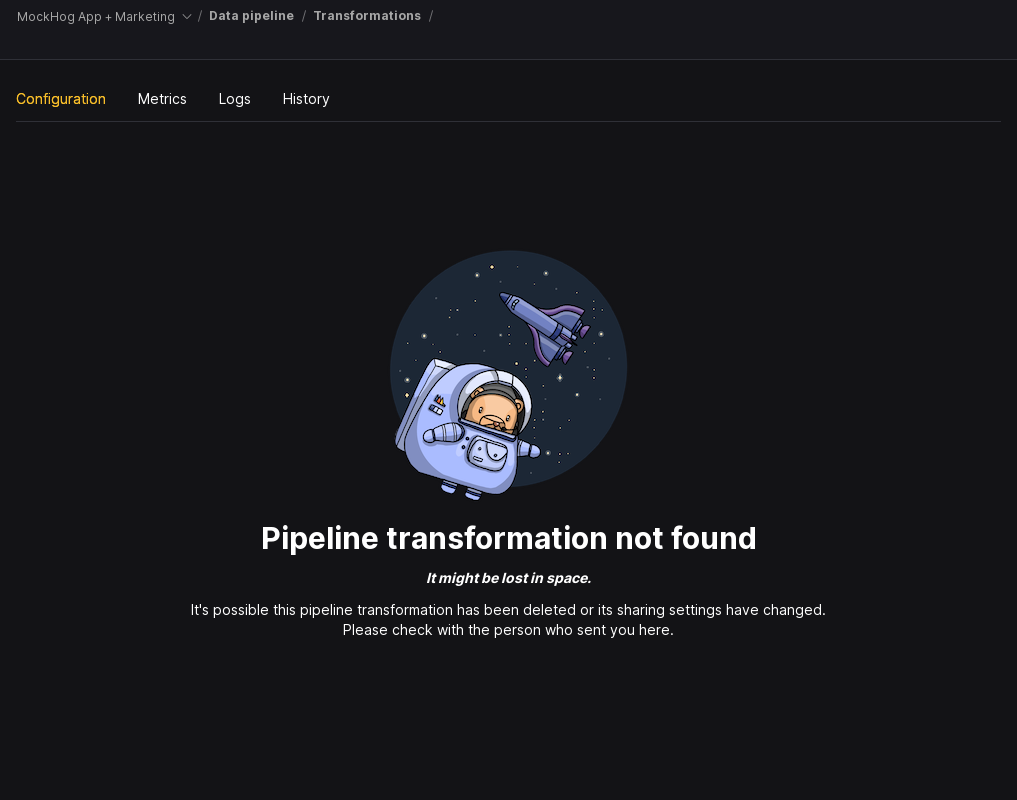 MockHog App + Marketing / Data pipeline / Transformations /
Configuration Metrics Logs History
Pipeline transformation not found
It might be lost in space.
It's possible this pipeline transformation has been deleted or its sharing settings have changed.
Please check with the person who sent you here.